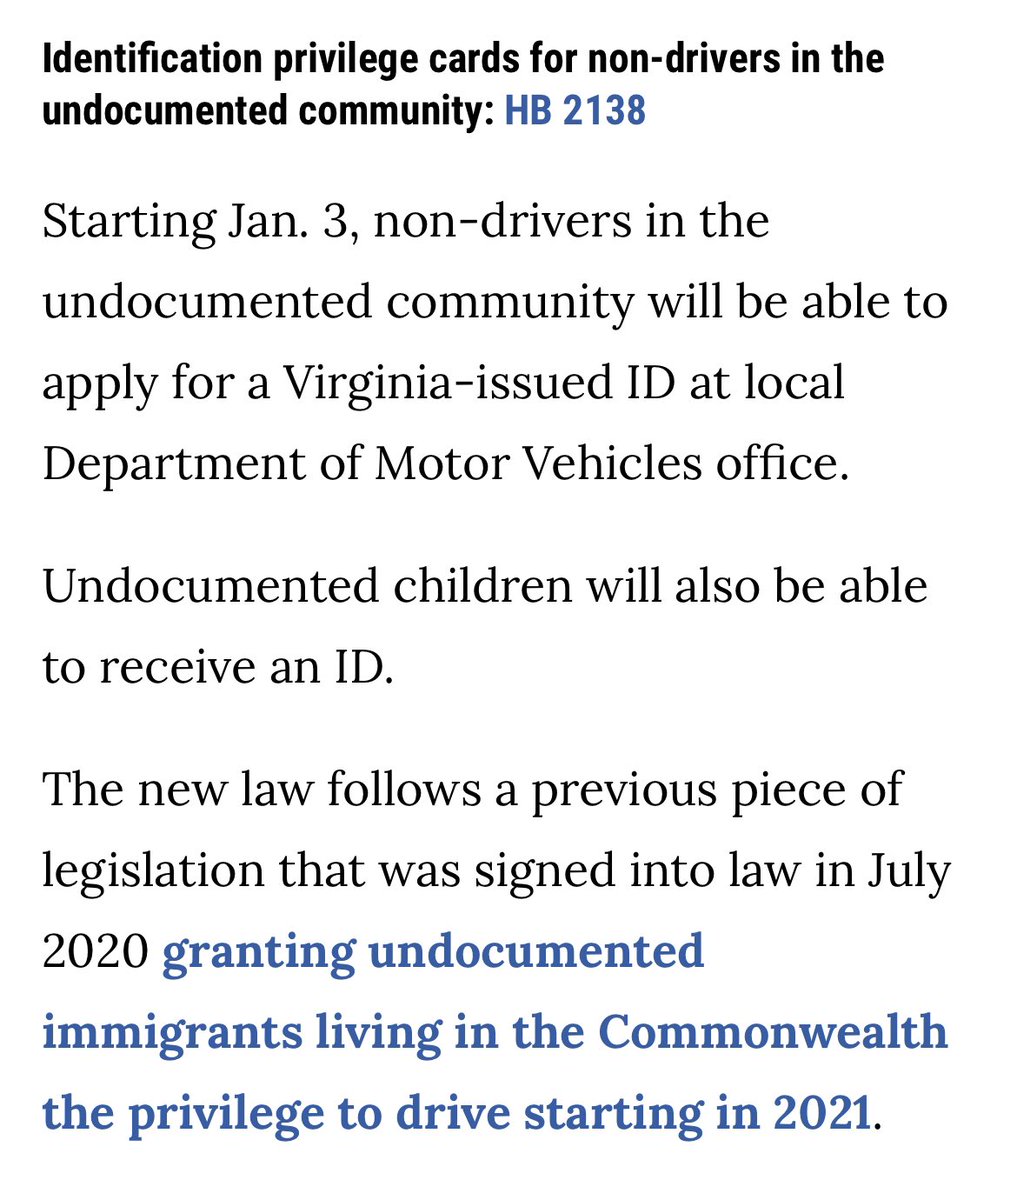 Identification privilege cards for non-drivers in the
undocumented community: HB 2138
Starting Jan. 3, non-drivers in the
undocumented community will be able to
apply for a Virginia-issued ID at local
Department of Motor Vehicles office.
Undocumented children will also be able
to receive an ID.
The new law follows a previous piece of
legislation that was signed into law in July
2020 granting undocumented
immigrants living in the Commonwealth
the privilege to drive starting in 2021.